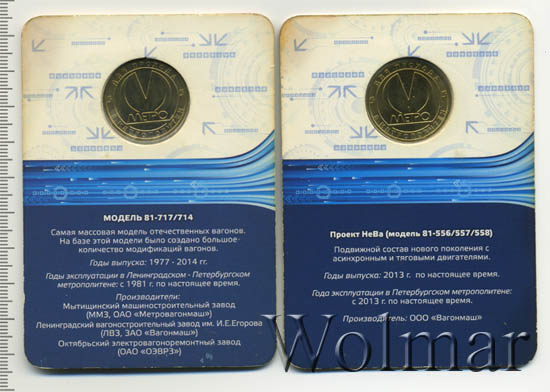 МЕТРО
МОДЕЛЬ 81-717/714
Самая массовая модель отечественных вагонов.
На базе этой модели было создано большое-
количество модификаций вагонов.
Годы выпуска: 1977 - 2014 гг.
Годы эксплуатации в Ленинградском - Петербургском
метрополитене: с 1981 г. по настоящее время.
Производители:
Мытищинский машиностроительный завод
(ММЗ, ОАО «Метровагонмаш»)
Ленинградский вагоностроительный завод им. И.Е.Егорова
(ЛВЗ, ЗАО «Вагонмаш»)
Октябрьский электровагоноремонтный завод
(ОАО «ОЭВРЗ»)
МЕТРО
Проект НеВа (модель 81-556/557/558)
Подвижной состав нового поколения с
асинхронным и тяговыми двигателями.
Годы выпуска: 2013 г. по настоящее время.
Года эксплуатации в Петербургском метрополитене:
с 2013 г. по настоящее время.
Производитель: ООО «Вагонмаш»
Wolmar